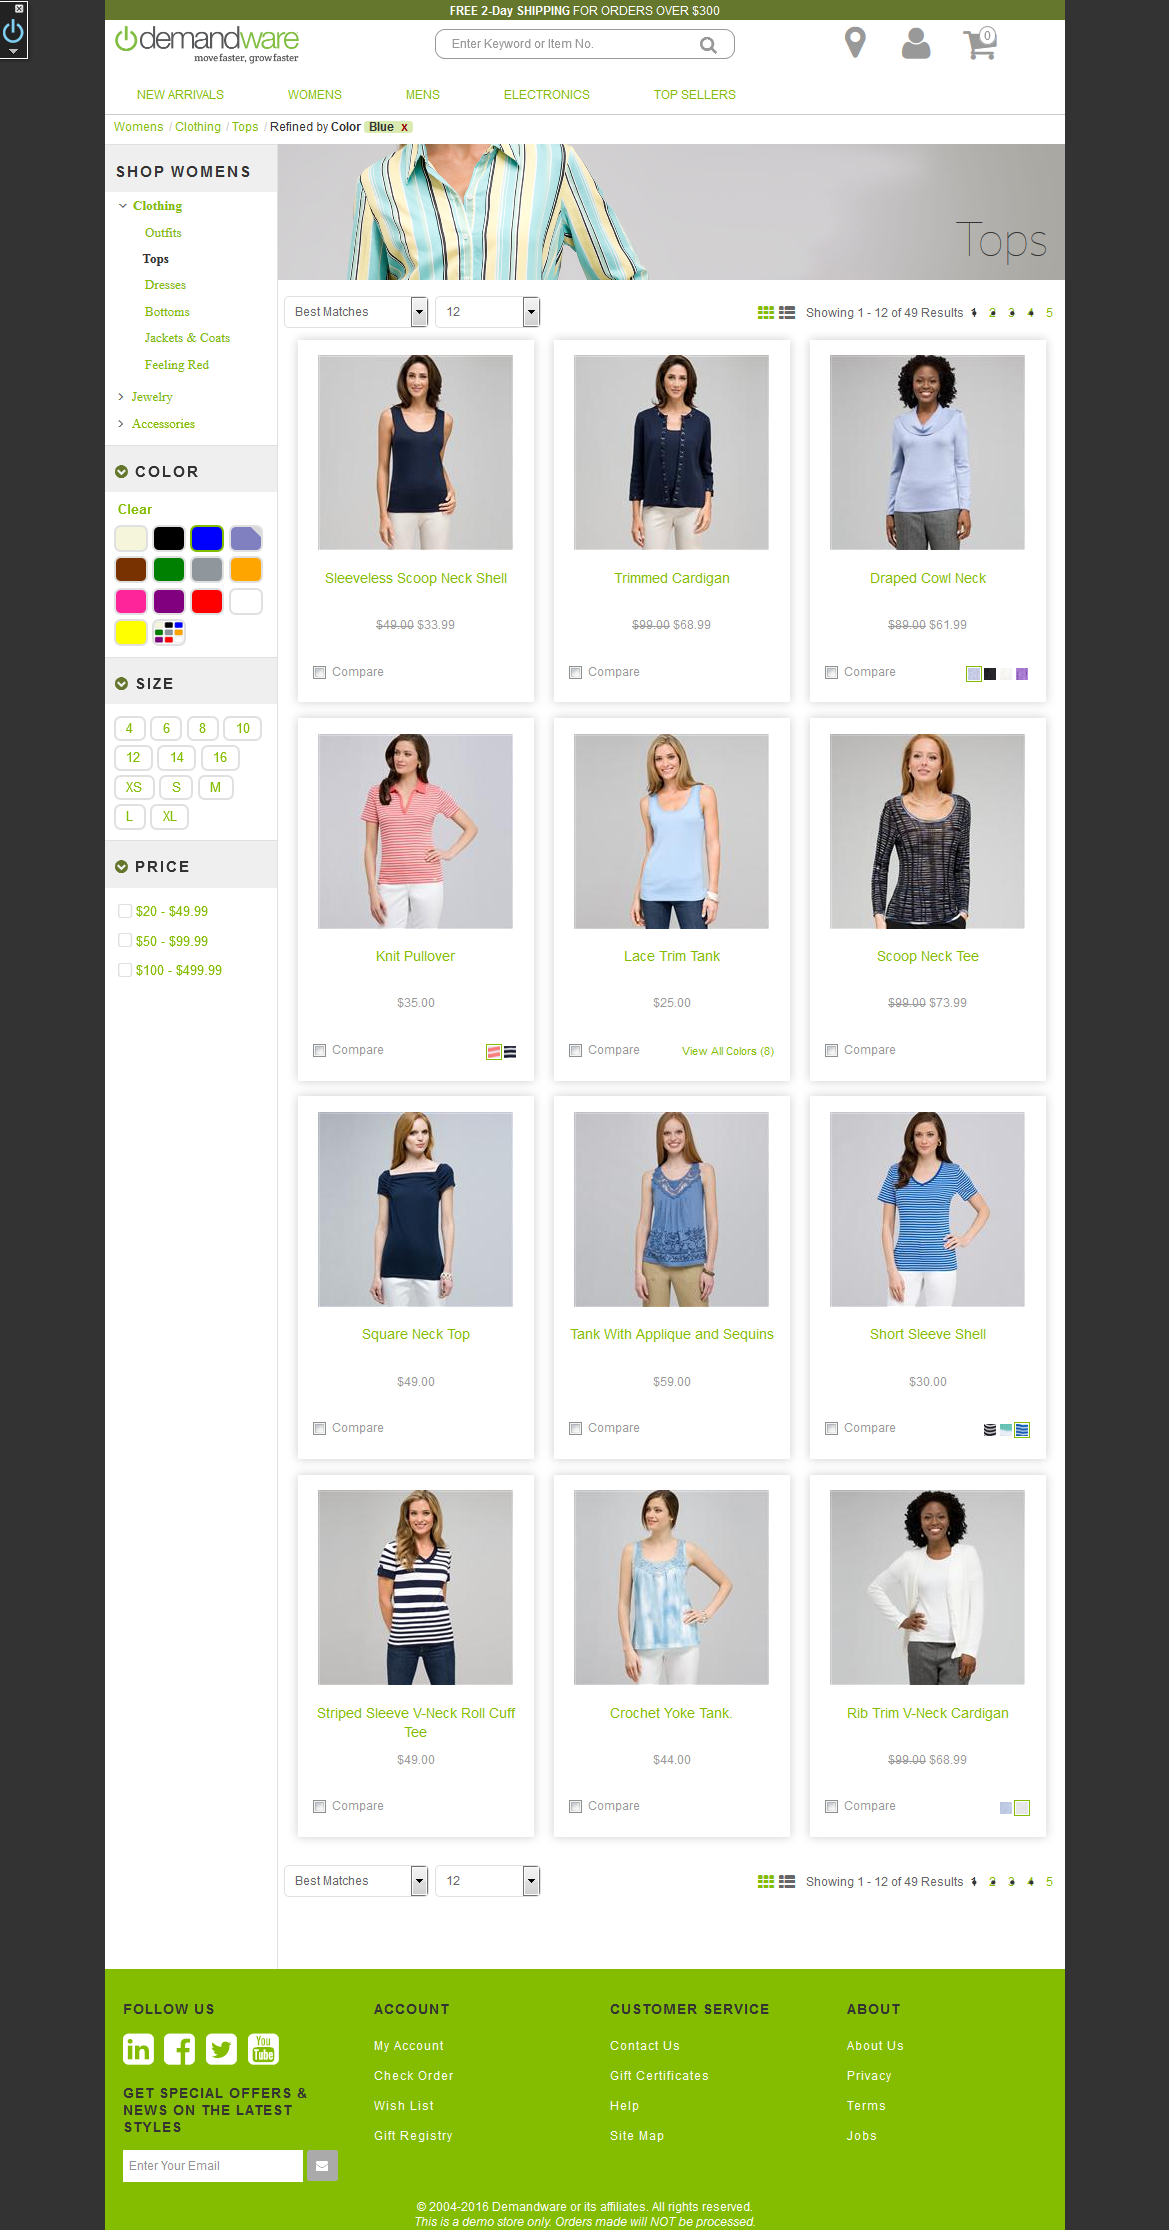 FREE 2-Day SHIPPING FOR ORDERS OVER $300
demandware
move faster, grow faster
Enter Keyword or Item No.
0
NEW ARRIVALS WOMENS MENS ELECTRONICS TOP SELLERS
Womens / Clothing / Tops / Refined by Color Blue x
SHOP WOMENS
Clothing
Outfits
Tops
Dresses
Bottoms
Jackets & Coats
Feeling Red
Jewelry
Accessories
COLOR
Clear
SIZE
4 6 8 10
12 14 16
XS S M
L XL
PRICE
$20 - $49.99
$50 - $99.99
$100 - $499.99
Tops
Best Matches 12 Showing 1 - 12 of 49 Results 1 2 3 4 5
Sleeveless Scoop Neck Shell Trimmed Cardigan Draped Cowl Neck
$49.00 $33.99 $99.00 $68.99 $89.00 $61.99
Compare Compare Compare
Knit Pullover Lace Trim Tank Scoop Neck Tee
$35.00 $25.00 $99.00 $73.99
Compare Compare View All Colors (8) Compare
Square Neck Top Tank With Applique and Sequins Short Sleeve Shell
$49.00 $59.00 $30.00
Compare Compare Compare
Striped Sleeve V-Neck Roll Cuff Crochet Yoke Tank. Rib Trim V-Neck Cardigan
Tee
$49.00 $44.00 $99.00 $68.99
Compare Compare Compare
Best Matches 12 Showing 1 - 12 of 49 Results 1 2 3 4 5
FOLLOW US
in f You Tube
GET SPECIAL OFFERS &
NEWS ON THE LATEST
STYLES
Enter Your Email
ACCOUNT
My Account
Check Order
Wish List
Gift Registry
CUSTOMER SERVICE
Contact Us
Gift Certificates
Help
Site Map
ABOUT
About Us
Privacy
Terms
Jobs
© 2004-2016 Demandware or its affiliates. All rights reserved.
This is a demo store only. Orders made will NOT be processed.